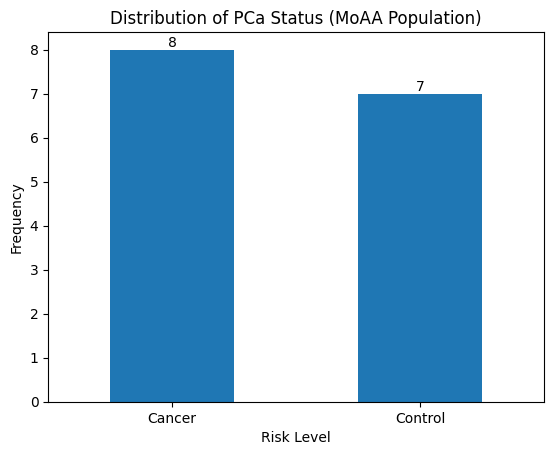 Distribution of PCa Status (MoAA Population)
8
7
8
7
6
5
4
3
2
1
0
Frequency
Cancer
Control
Risk Level